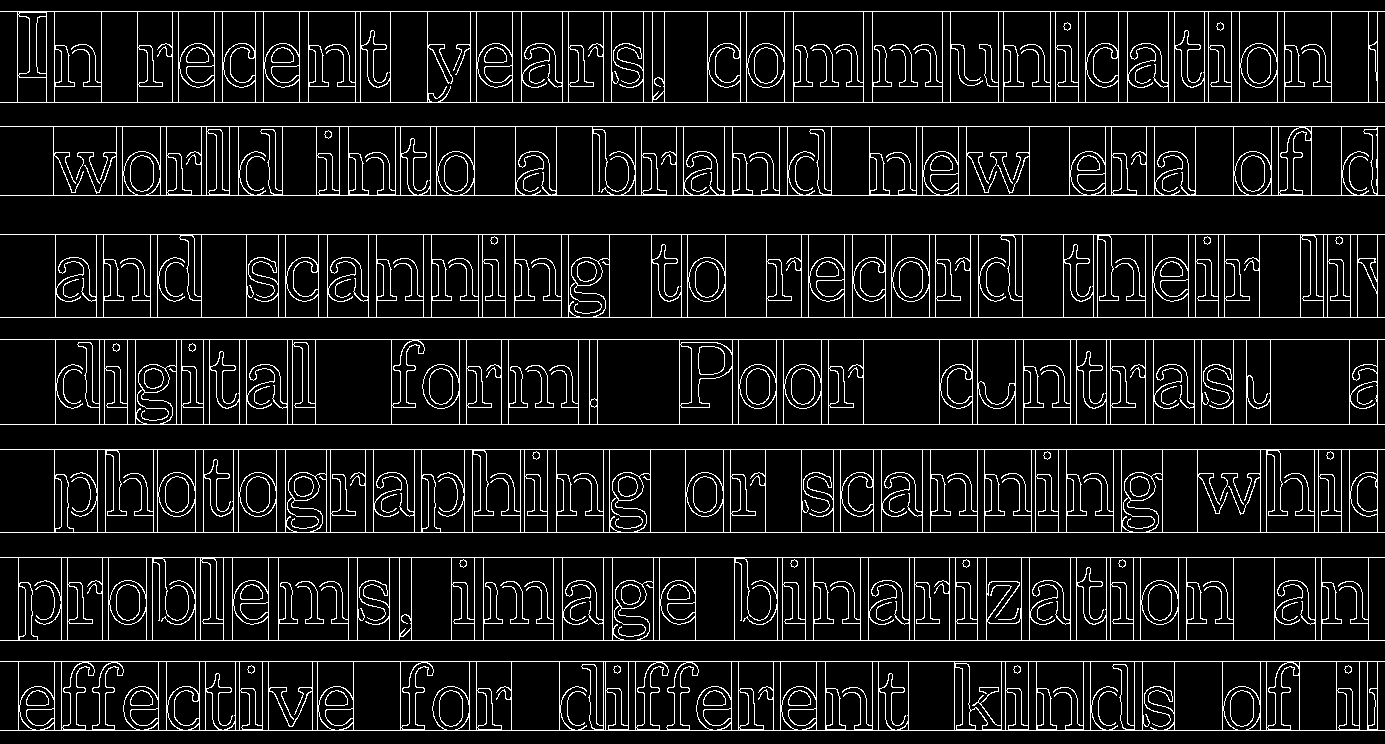 In recent years, communication
world into a brand new era of
and scanning to record their
digital form. Poor contrast
photographing or scanning
problems, image binarization
effective for different kinds of